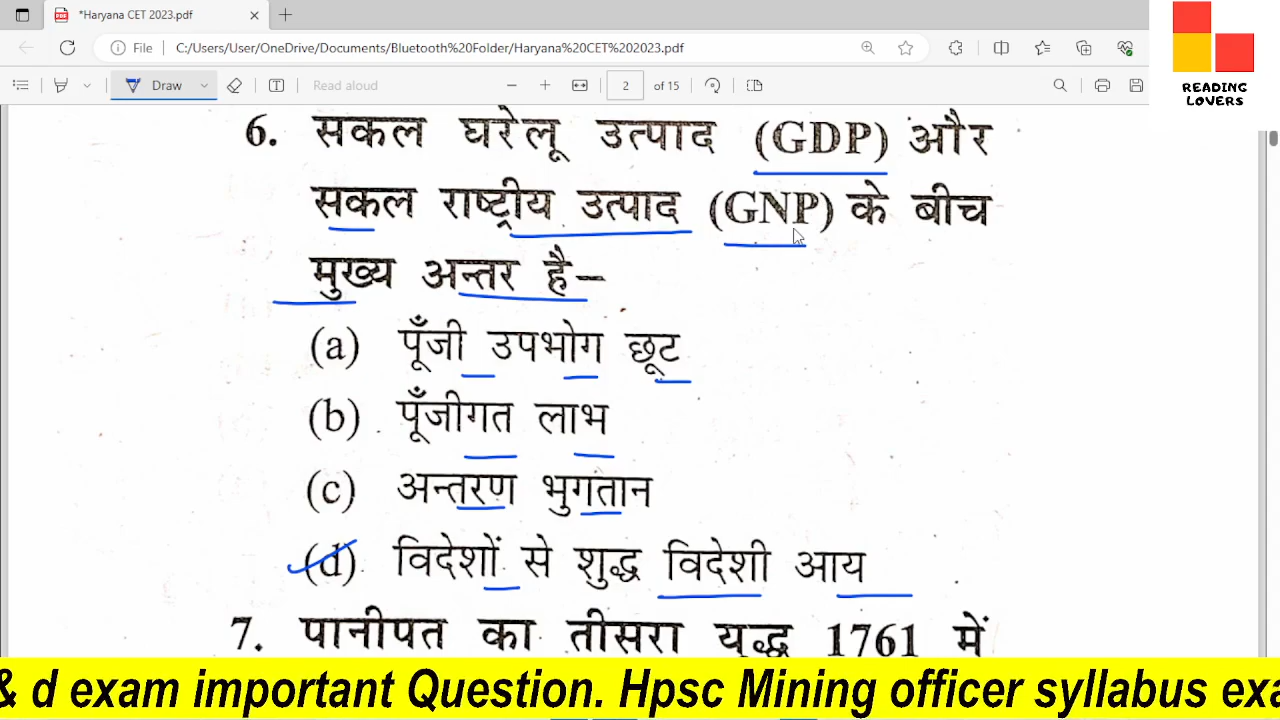 *Haryana CET 2023.pdf
File
C:/Users/User/OneDrive/Documents/Bluetooth%20Folder/Haryana%20CET%202023.pdf
Draw
Read aloud
2
of 15
READING
LOVERS
6. सकल घरेलू उत्पाद (GDP) और
सकल राष्ट्रीय उत्पाद (GNP) के बीच
मुख्य अन्तर है–
(a) पूँजी उपभोग छूट
(b) पूँजीगत लाभ
(c) अन्तरण भुगतान
(d) विदेशों से शुद्ध विदेशी आय
7. पानीपत का तीसरा युद्ध 1761 में
& d exam important Question. Hpsc Mining officer syllabus exa